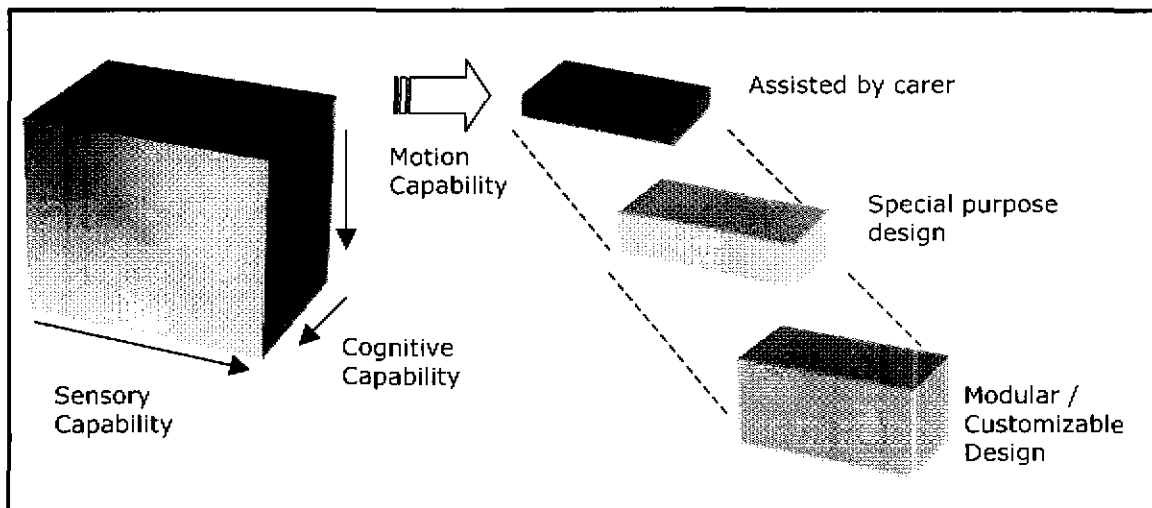 Assisted by carer
Motion
Capability
Special purpose
design
Cognitive
Capability
Sensory
Capability
Modular /
Customizable
Design